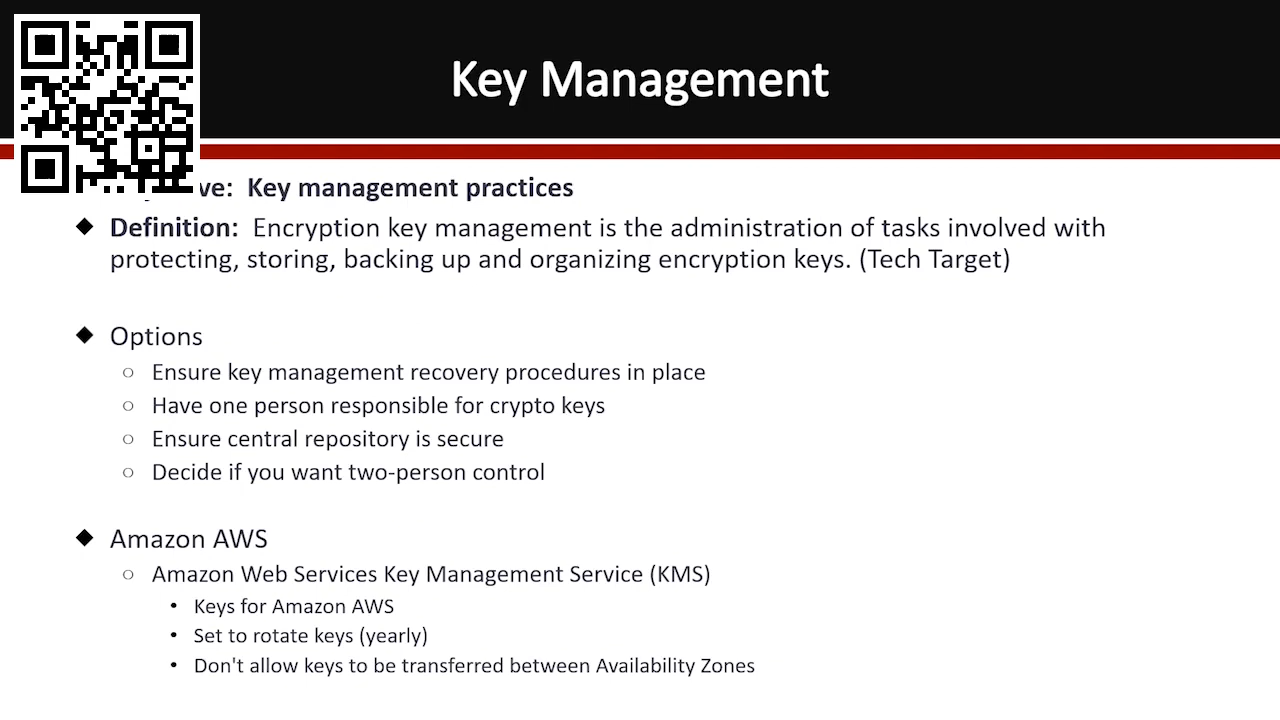 Key Management
Key management practices
Definition: Encryption key management is the administration of tasks involved with
protecting, storing, backing up and organizing encryption keys. (Tech Target)
Options
Ensure key management recovery procedures in place
Have one person responsible for crypto keys
Ensure central repository is secure
Decide if you want two-person control
Amazon AWS
Amazon Web Services Key Management Service (KMS)
Keys for Amazon AWS
Set to rotate keys (yearly)
Don't allow keys to be transferred between Availability Zones